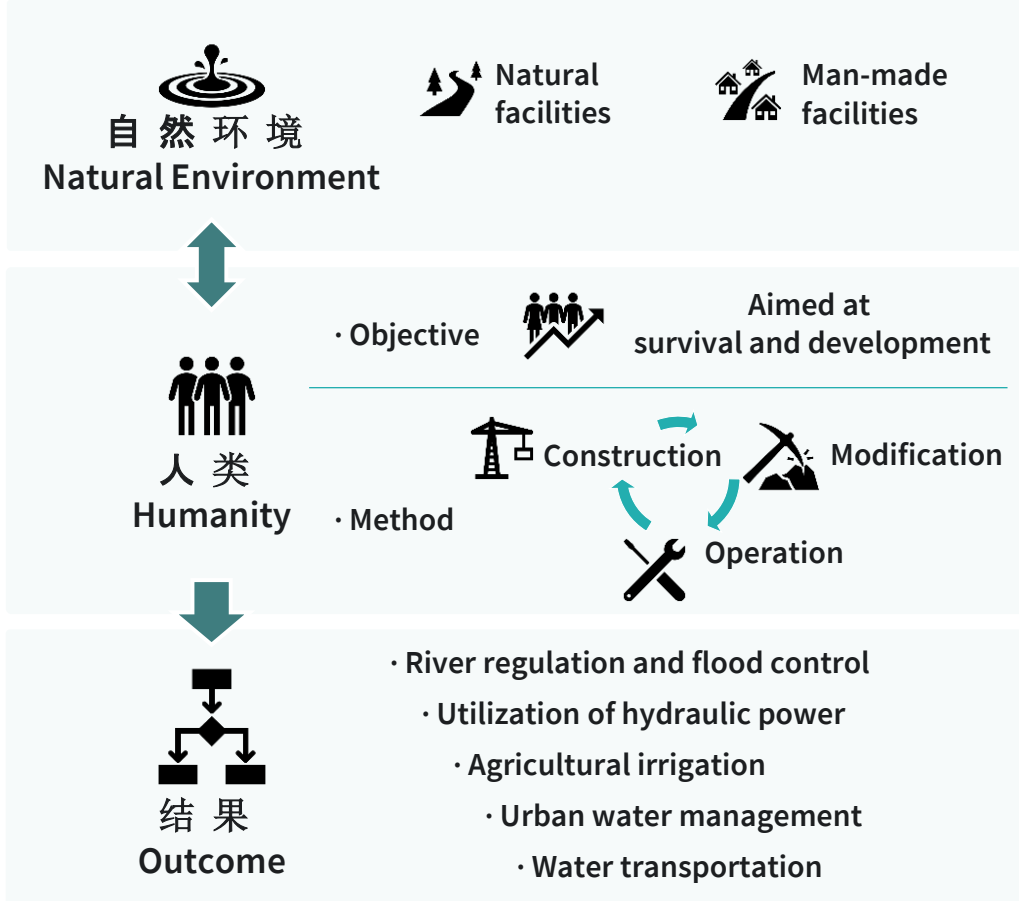 自然环境
Natural Environment
Natural
facilities
Man-made
facilities
人类
Humanity
· Objective
Aimed at
survival and development
· Method
Construction
Modification
Operation
结果
Outcome
· River regulation and flood control
· Utilization of hydraulic power
· Agricultural irrigation
· Urban water management
· Water transportation